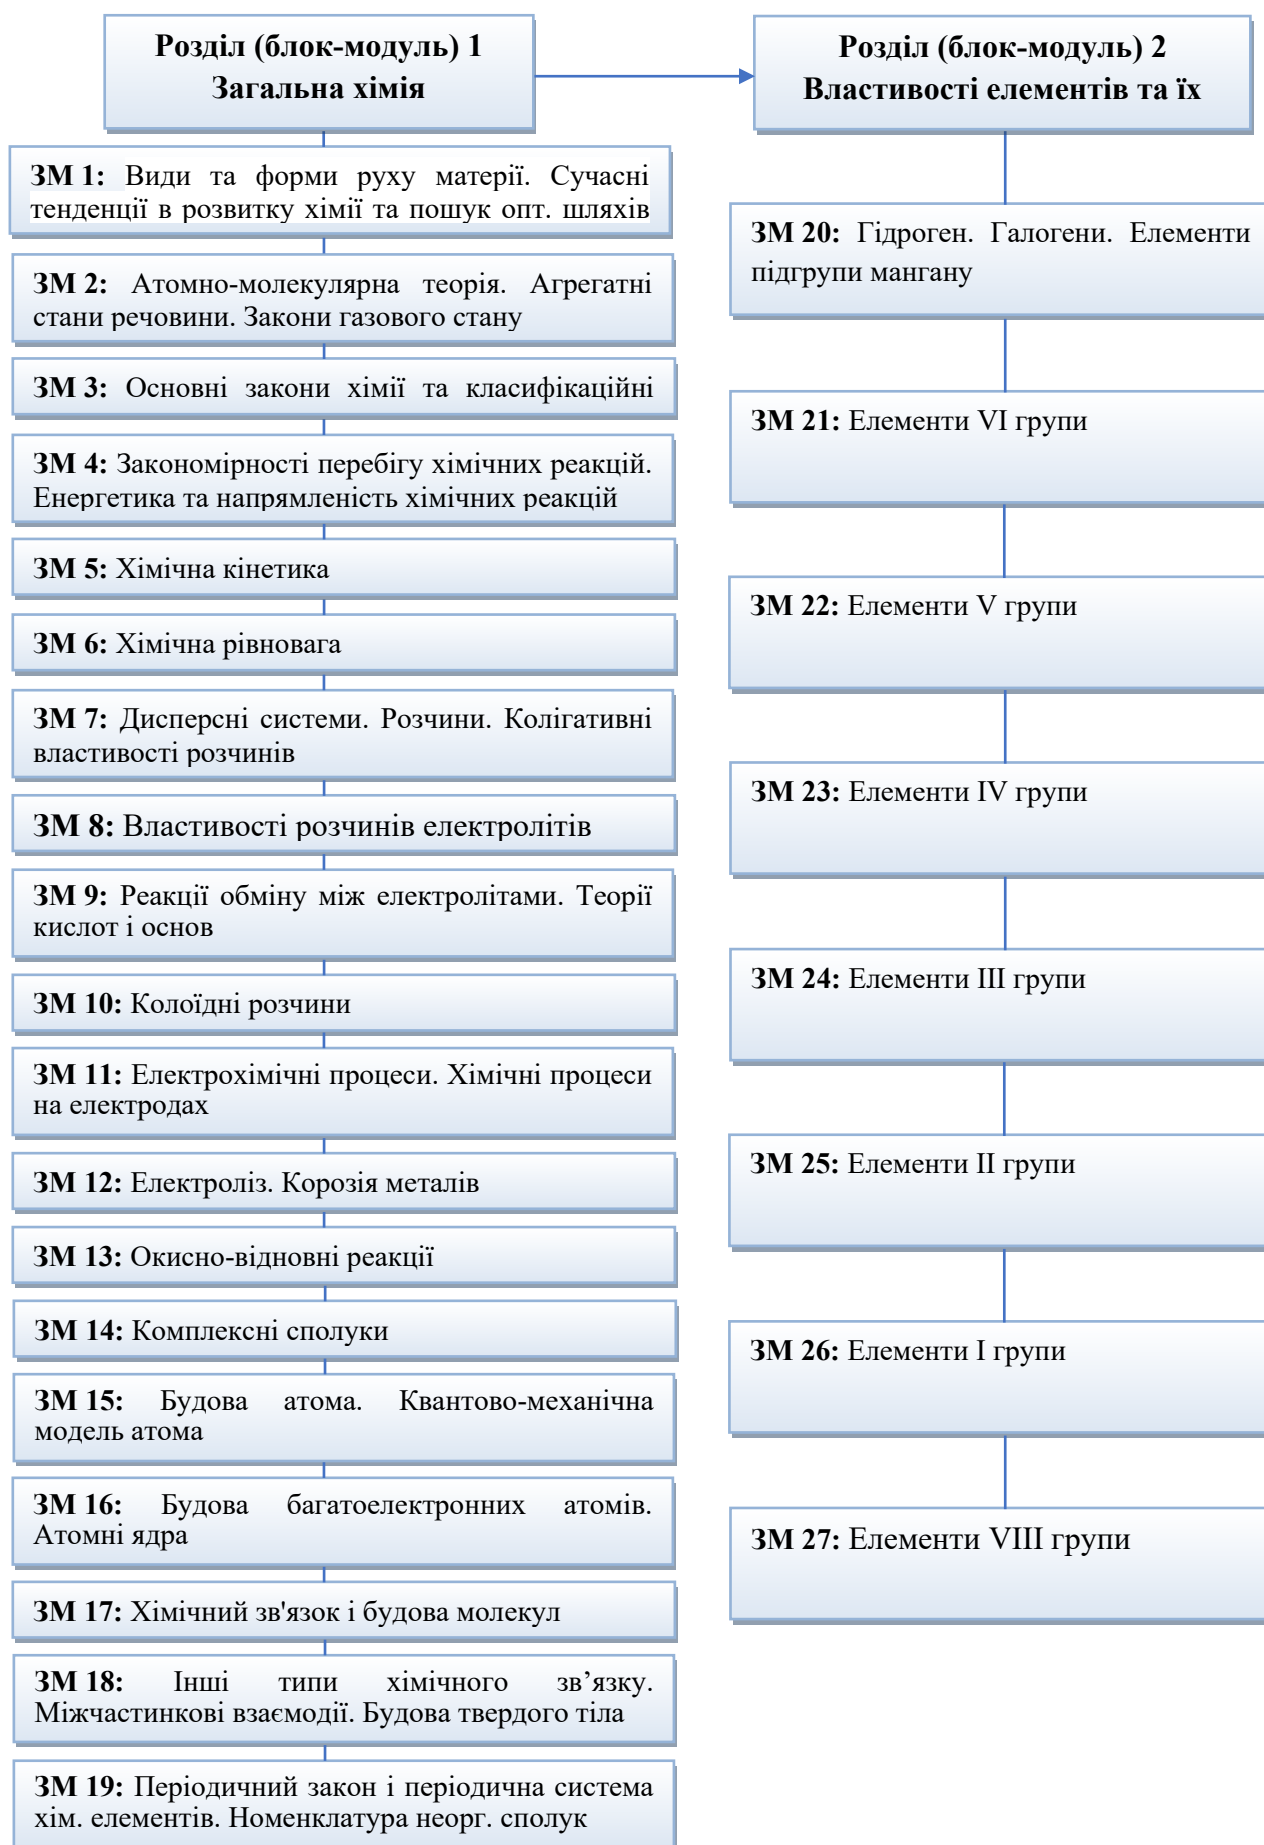 Розділ (блок-модуль) 1
Загальна хімія
ЗМ 1: Види та форми руху матерії. Сучасні
тенденції в розвитку хімії та пошук опт. шляхів
ЗМ 2: Атомно-молекулярна теорія. Агрегатні
стани речовини. Закони газового стану
ЗМ 3: Основні закони хімії та класифікаційні
ЗМ 4: Закономірності перебігу хімічних реакцій.
Енергетика та напрямленість хімічних реакцій
ЗМ 5: Хімічна кінетика
ЗМ 6: Хімічна рівновага
ЗМ 7: Дисперсні системи. Розчини. Колігативні
властивості розчинів
ЗМ 8: Властивості розчинів електролітів
ЗМ 9: Реакції обміну між електролітами. Теорії
кислот і основ
ЗМ 10: Колоїдні розчини
ЗМ 11: Електрохімічні процеси. Хімічні процеси
на електродах
ЗМ 12: Електроліз. Корозія металів
ЗМ 13: Окисно-відновні реакції
ЗМ 14: Комплексні сполуки
ЗМ 15: Будова атома. Квантово-механічна
модель атома
ЗМ 16: Будова багатоелектронних атомів.
Атомні ядра
ЗМ 17: Хімічний зв'язок і будова молекул
ЗМ 18: Інші типи хімічного зв’язку.
Міжчастинкові взаємодії. Будова твердого тіла
ЗМ 19: Періодичний закон і періодична система
хім. елементів. Номенклатура неорг. сполук
Розділ (блок-модуль) 2
Властивості елементів та їх
ЗМ 20: Гідроген. Галогени. Елементи
підгрупи мангану
ЗМ 21: Елементи VI групи
ЗМ 22: Елементи V групи
ЗМ 23: Елементи IV групи
ЗМ 24: Елементи III групи
ЗМ 25: Елементи II групи
ЗМ 26: Елементи I групи
ЗМ 27: Елементи VIII групи